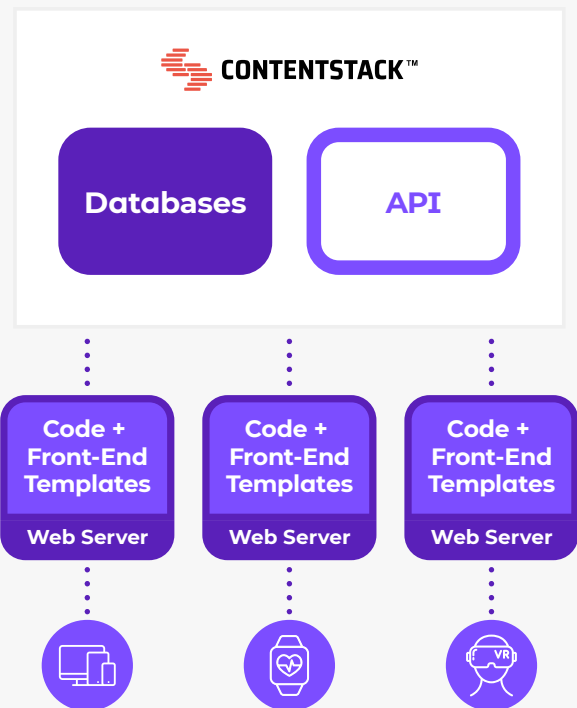 CONTENTSTACK™
Databases
API
Code +
Front-End
Templates
Web Server
Code +
Front-End
Templates
Web Server
Code +
Front-End
Templates
Web Server
VR